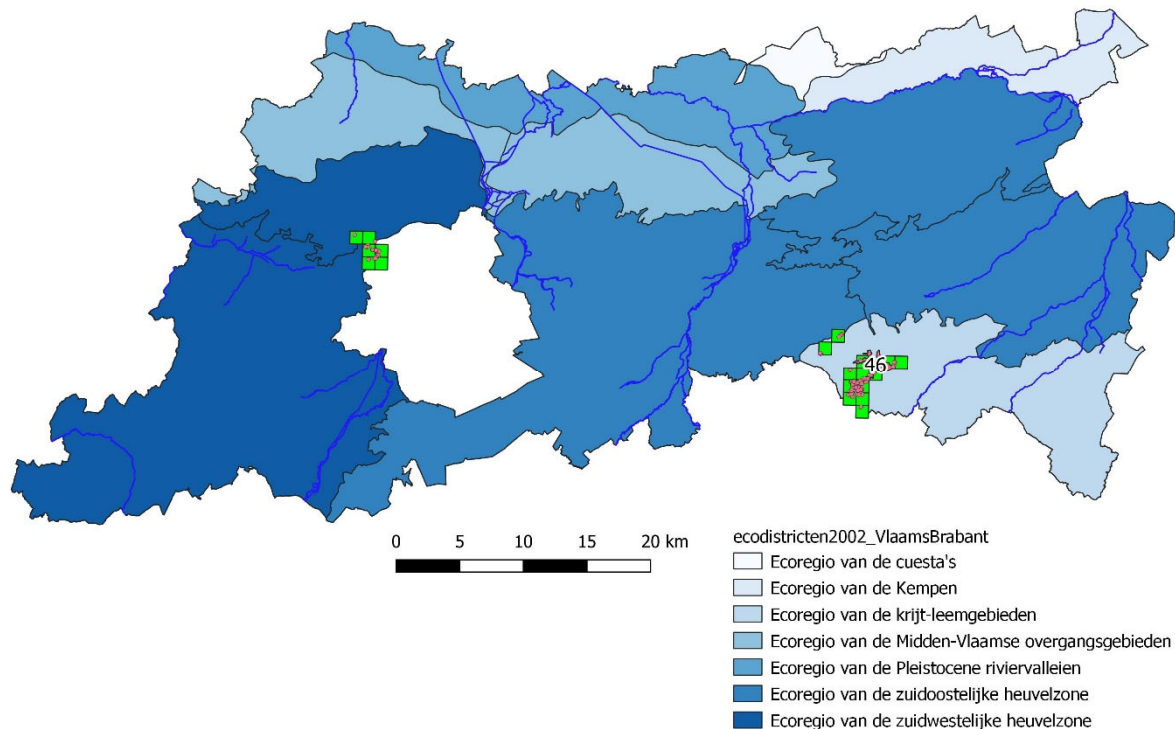 46
0 5 10 15 20 km
ecodistricten2002_VlaamsBrabant
Ecoregio van de cuesta's
Ecoregio van de Kempen
Ecoregio van de krijt-leemgebieden
Ecoregio van de Midden-Vlaamse overgangsgebieden
Ecoregio van de Pleistocene riviervalleien
Ecoregio van de zuidoostelijke heuvelzone
Ecoregio van de zuidwestelijke heuvelzone